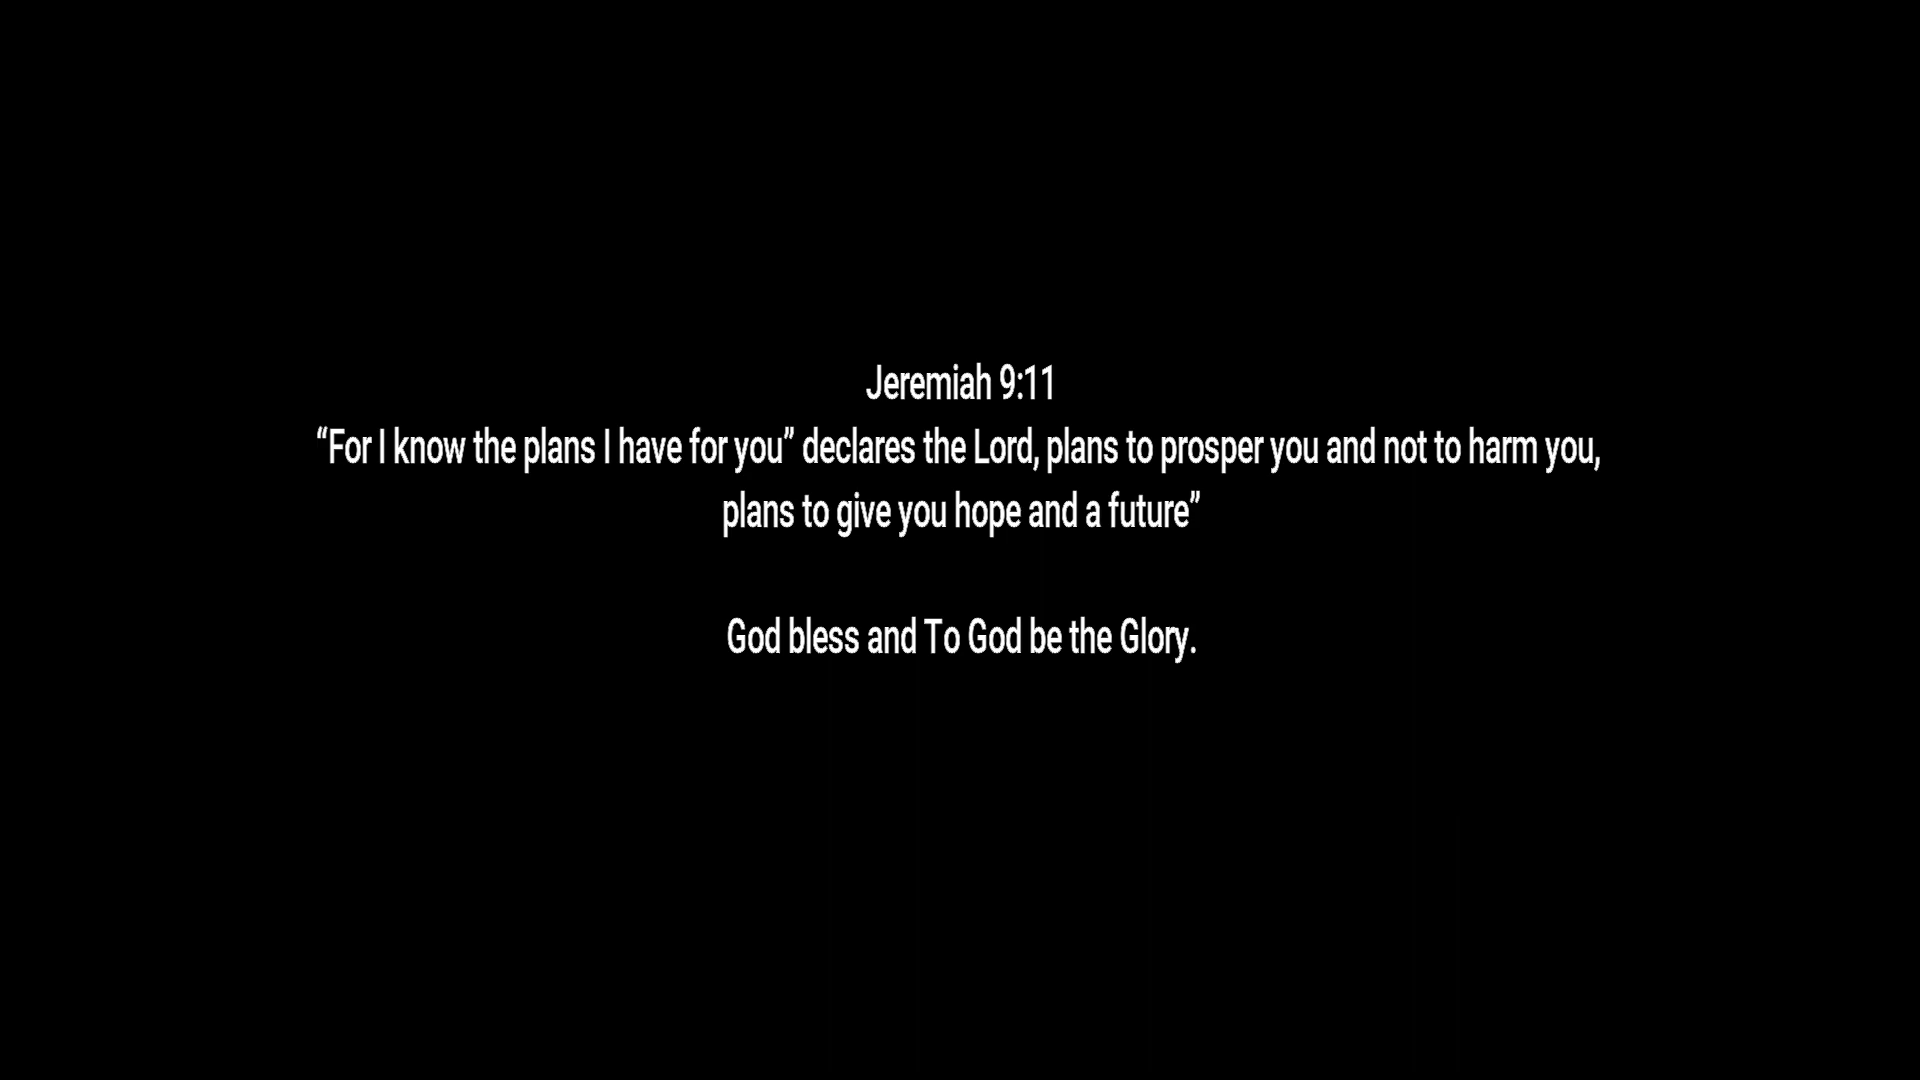 Jeremiah 9:11
“For I know the plans I have for you” declares the Lord, plans to prosper you and not to harm you,
plans to give you hope and a future”
God bless and To God be the Glory.